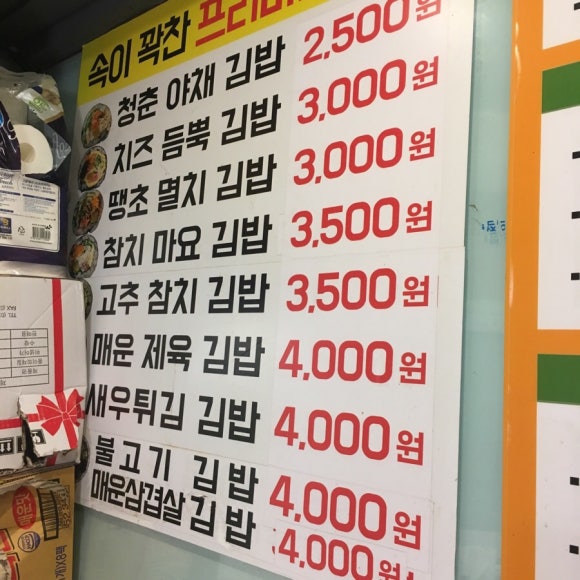 속이 꽉찬 프리미
청춘 야채 김밥 2,500원
치즈 듬뿍 김밥 3,000원
땡초 멸치 김밥 3,000원
참치 마요 김밥 3,500원
고추 참치 김밥 3,500원
매운 제육 김밥 4,000원
새우튀김 김밥 4,000원
불고기 김밥 4,000원
매운삼겹살 김밥 4,000원